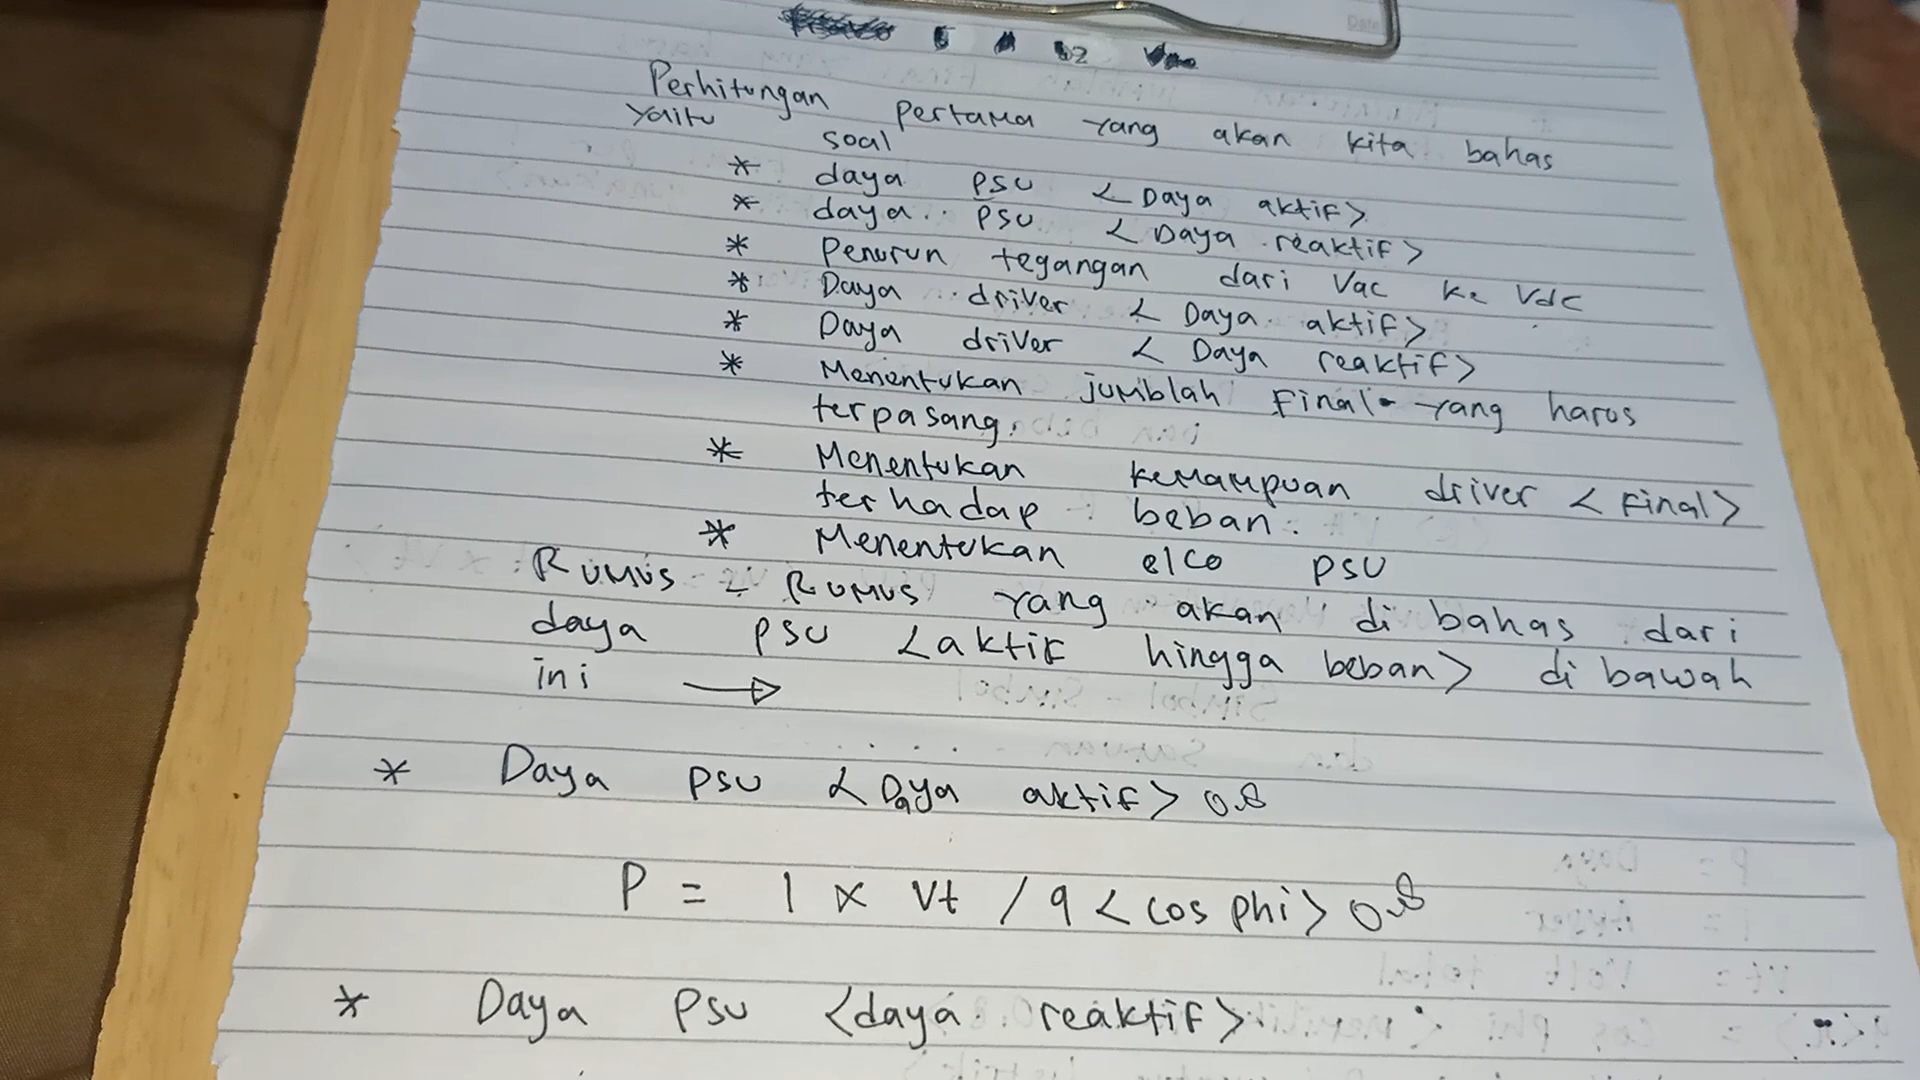 Date
Perhitungan pertama yang akan kita bahas
yaitu soal
* daya PSU <Daya aktif>
* daya.. PSU <Daya reaktif>
* Penurun tegangan dari Vac ke Vdc
* Daya driver <Daya aktif>
* Daya driver <Daya reaktif>
* Menentukan jumblah Final yang harus
terpasang.
* Menentukan kemampuan driver <Final>
terhadap beban.
* Menentukan elco PSU
Rumus 2 Rumus yang akan di bahas dari
daya PSU <aktif hingga beban> di bawah
ini →
* Daya PSU <Daya aktif> 0.8
P = I x Vt / 9 <cos phi> 0.8
* Daya PSU <daya reaktif>